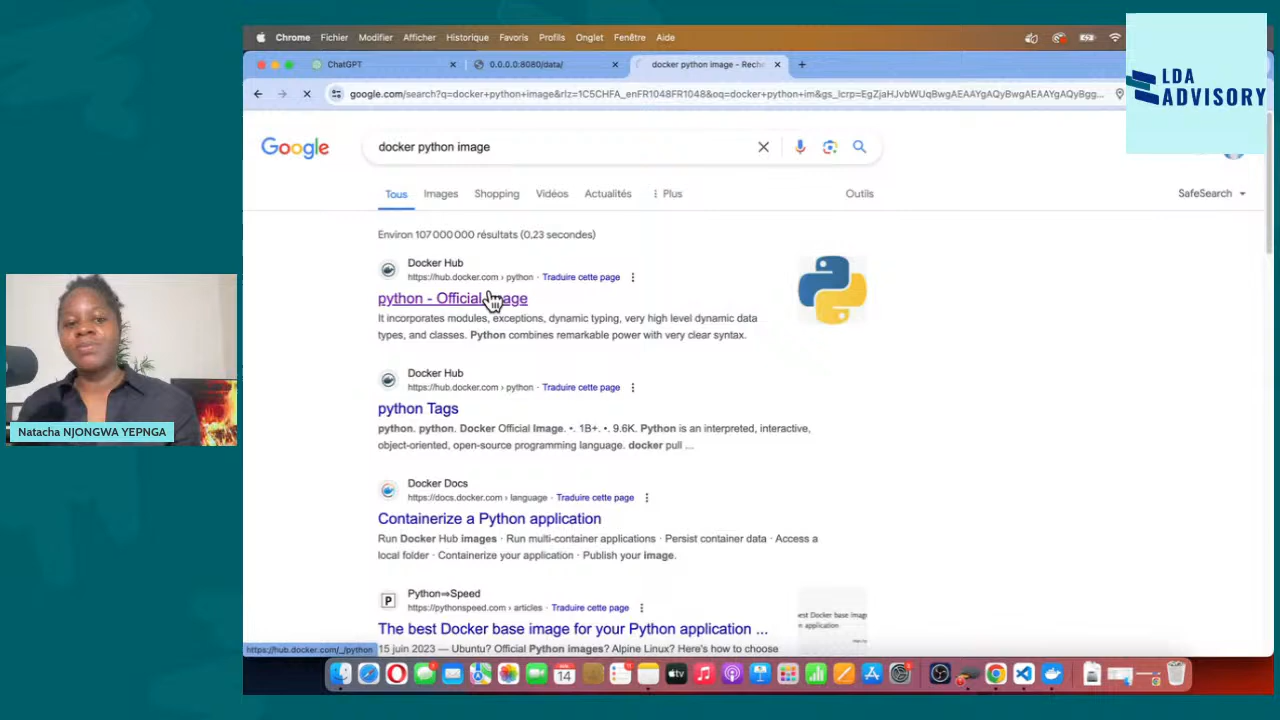 Chrome Fichier Modifier Afficher Historique Favoris Profils Onglet Fenêtre Aide
ChatGPT
0.0.0.0:8080/data/
docker python image - Reche
google.com/search?q=docker+python+image&rlz=1C5CHFA_enFR1048FR1048&oq=docker+python+im&gs_lcrp=EgZjaHJvbWUqBwgAEAAYgAQyBwgAEAAYgAQyBgg...
LDA
ADVISORY
Google
docker python image
Tous Images Shopping Vidéos Actualités Plus Outils SafeSearch
Environ 107 000 000 résultats (0,23 secondes)
Docker Hub
https://hub.docker.com › python · Traduire cette page
python - Official Image
It incorporates modules, exceptions, dynamic typing, very high level dynamic data
types, and classes. Python combines remarkable power with very clear syntax.
Docker Hub
https://hub.docker.com › python · Traduire cette page
python Tags
python. python. Docker Official Image. •. 1B+. •. 9.6K. Python is an interpreted, interactive,
object-oriented, open-source programming language. docker pull ...
Docker Docs
https://docs.docker.com › language · Traduire cette page
Containerize a Python application
Run Docker Hub images · Run multi-container applications · Persist container data · Access a
local folder · Containerize your application · Publish your image.
Python⇒Speed
https://pythonspeed.com › articles · Traduire cette page
The best Docker base image for your Python application ...
15 juin 2023 — Ubuntu? Official Python images? Alpine Linux? Here's how to choose
https://hub.docker.com/_/python
Natacha NJONGWA YEPNGA
14